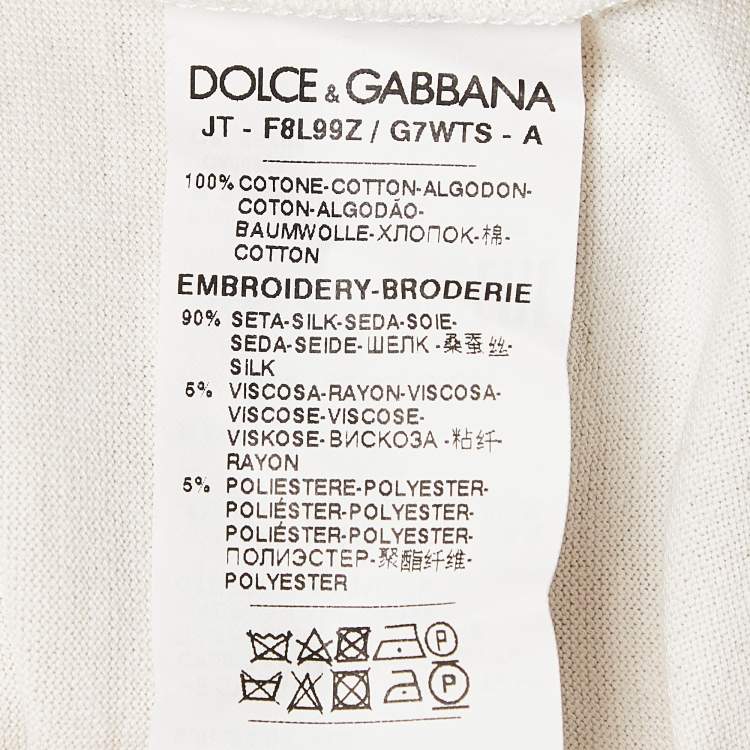 DOLCE & GABBANA
JT - F8L99Z / G7WTS - A
100% COTONE-COTTON-ALGODON-
COTON-ALGODÃO-
BAUMWOLLE-ХЛОПОК-棉-
COTTON
EMBROIDERY-BRODERIE
90% SETA-SILK-SEDA-SOIE-
SEDA-SEIDE-ШЕЛК -桑蚕丝-
SILK
5% VISCOSA-RAYON-VISCOSA-
VISCOSE-VISCOSE-
VISKOSE-ВИСКОЗА -粘纤-
RAYON
5% POLIESTERE-POLYESTER-
POLIÉSTER-POLYESTER-
POLIÉSTER-POLYESTER-
ПОЛИЭСТЕР-聚酯纤维-
POLYESTER
P
P